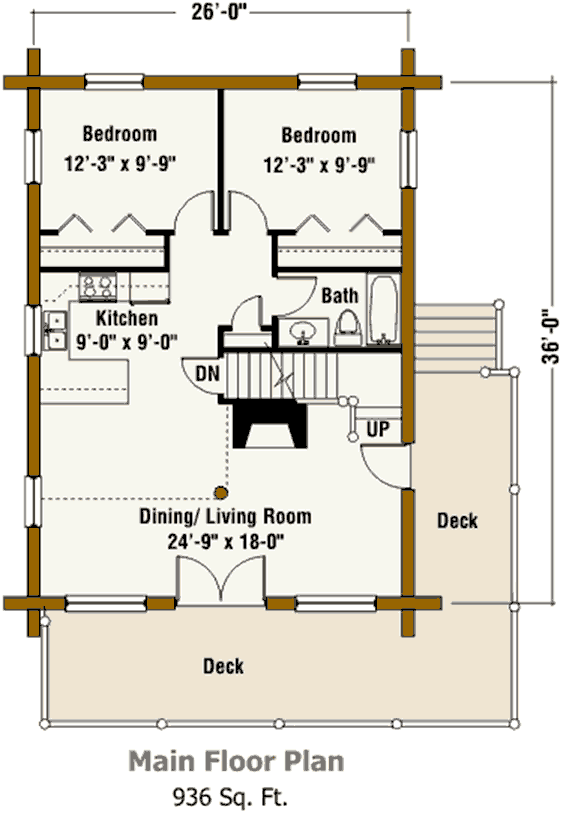 26'-0"
Bedroom
12'-3" x 9'-9"
Bedroom
12'-3" x 9'-9"
Kitchen
9'-0" x 9'-0"
Bath
36'-0"
DN
UP
Dining/ Living Room
24'-9" x 18-0"
Deck
Deck
Main Floor Plan
936 Sq. Ft.